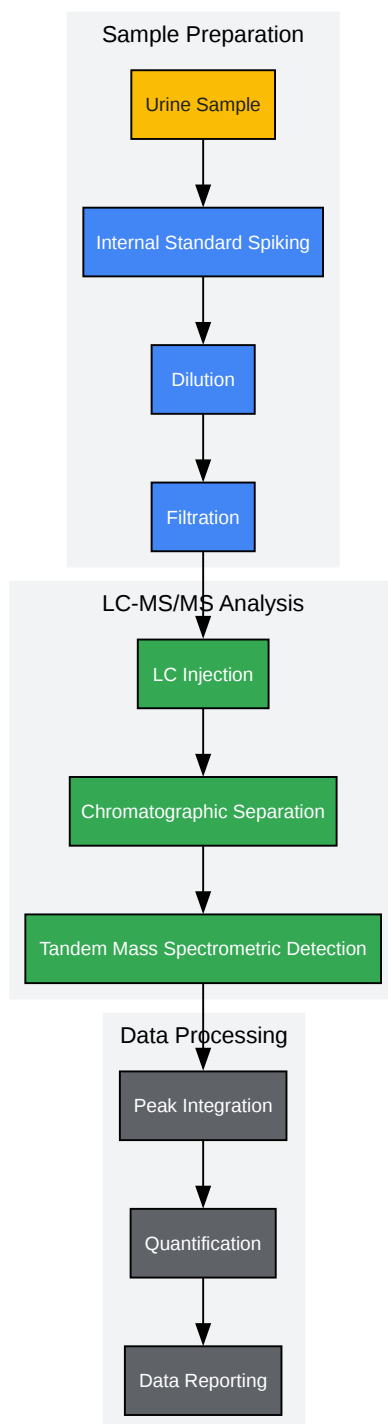 Sample Preparation
Urine Sample
Internal Standard Spiking
Dilution
Filtration
LC-MS/MS Analysis
LC Injection
Chromatographic Separation
Tandem Mass Spectrometric Detection
Data Processing
Peak Integration
Quantification
Data Reporting